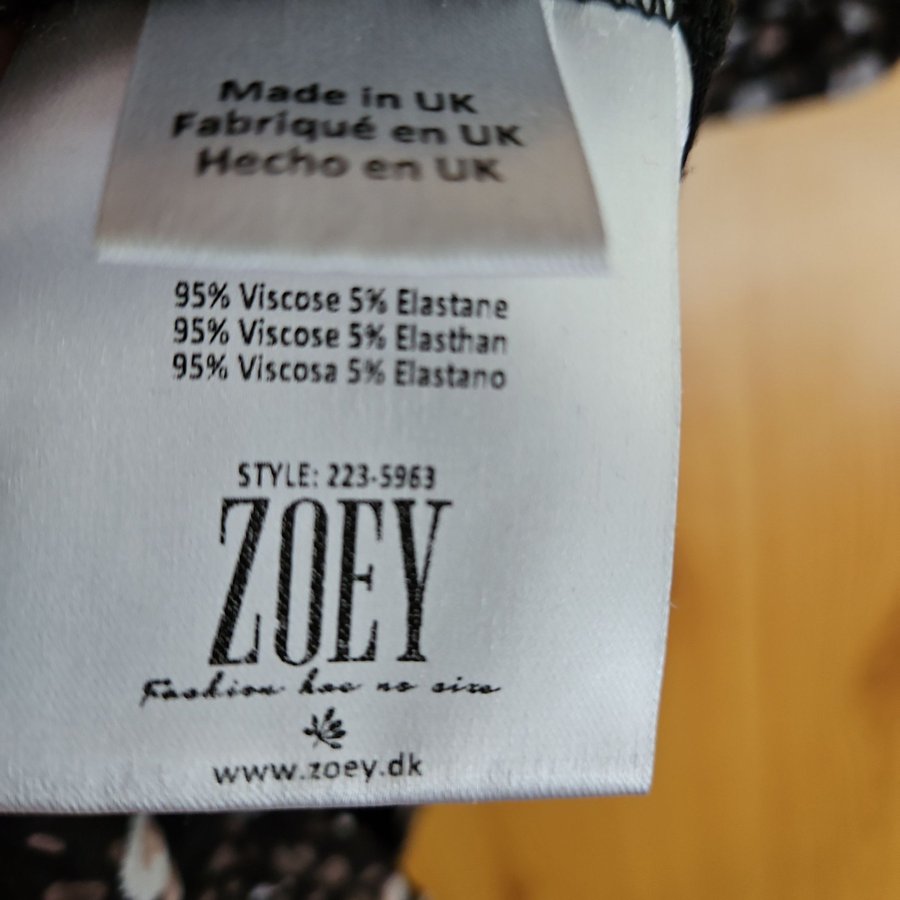 Made in UK
Fabriqué en UK
Hecho en UK
95% Viscose 5% Elastane
95% Viscose 5% Elasthan
95% Viscosa 5% Elastano
STYLE: 223-5963
ZOEY
Fashion has no size
www.zoey.dk